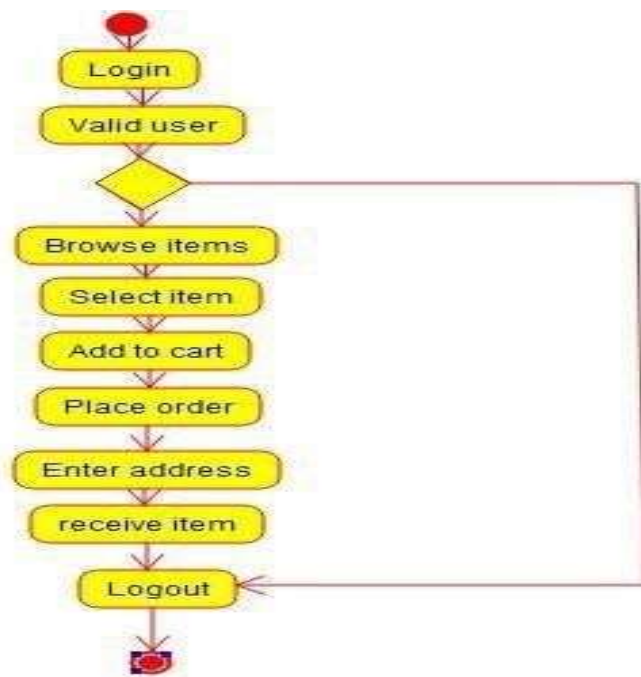 Login
Valid user
Browse items
Select item
Add to cart
Place order
Enter address
receive item
Logout